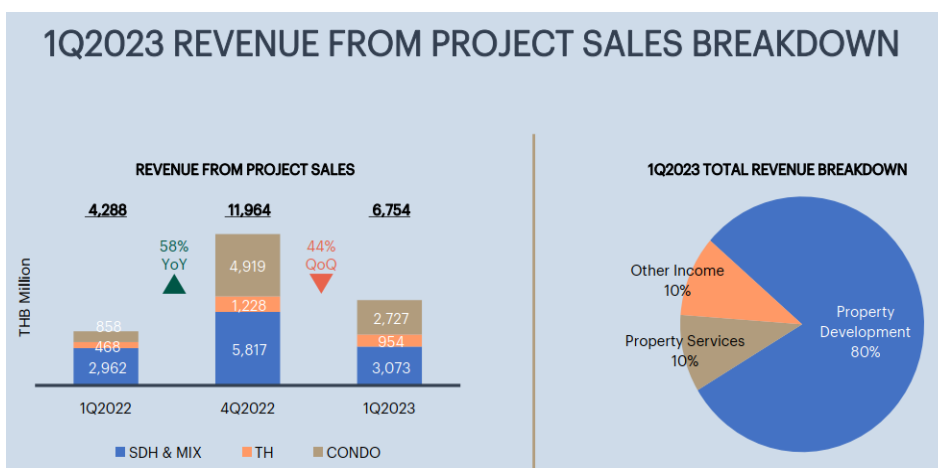 1Q2023 REVENUE FROM PROJECT SALES BREAKDOWN
REVENUE FROM PROJECT SALES
4,288
11,964
6,754
58%
YoY
44%
QoQ
THB Million
858
468
2,962
4,919
1,228
5,817
2,727
954
3,073
1Q2022
4Q2022
1Q2023
SDH & MIX
TH
CONDO
1Q2023 TOTAL REVENUE BREAKDOWN
Other Income
10%
Property Services
10%
Property
Development
80%